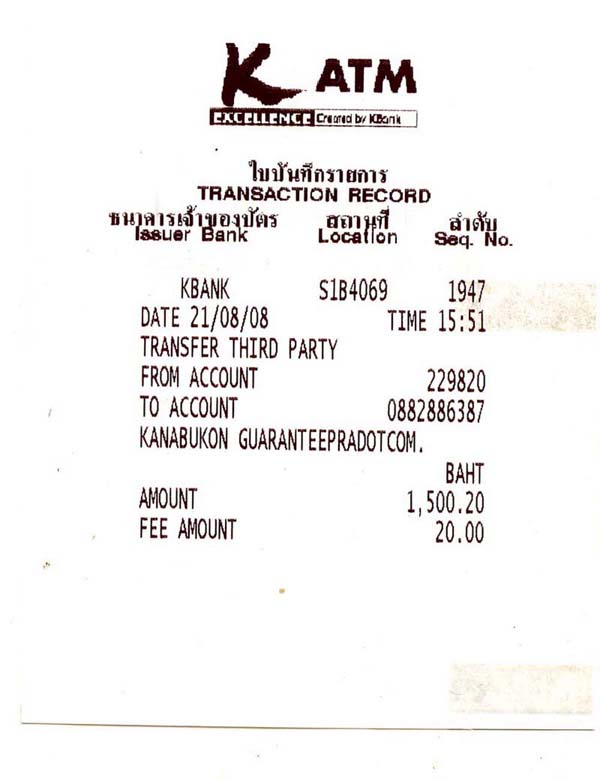 K ATM
EXCELLENCE Created by KBank
ใบบันทึกรายการ
TRANSACTION RECORD
ธนาคารเจ้าของบัตร สถานที่ ลำดับ
Issuer Bank Location Seq. No.
KBANK S1B4069 1947
DATE 21/08/08 TIME 15:51
TRANSFER THIRD PARTY
FROM ACCOUNT 229820
TO ACCOUNT 0882886387
KANABUKON GUARANTEEPRADOTCOM.
BAHT
AMOUNT 1,500.20
FEE AMOUNT 20.00